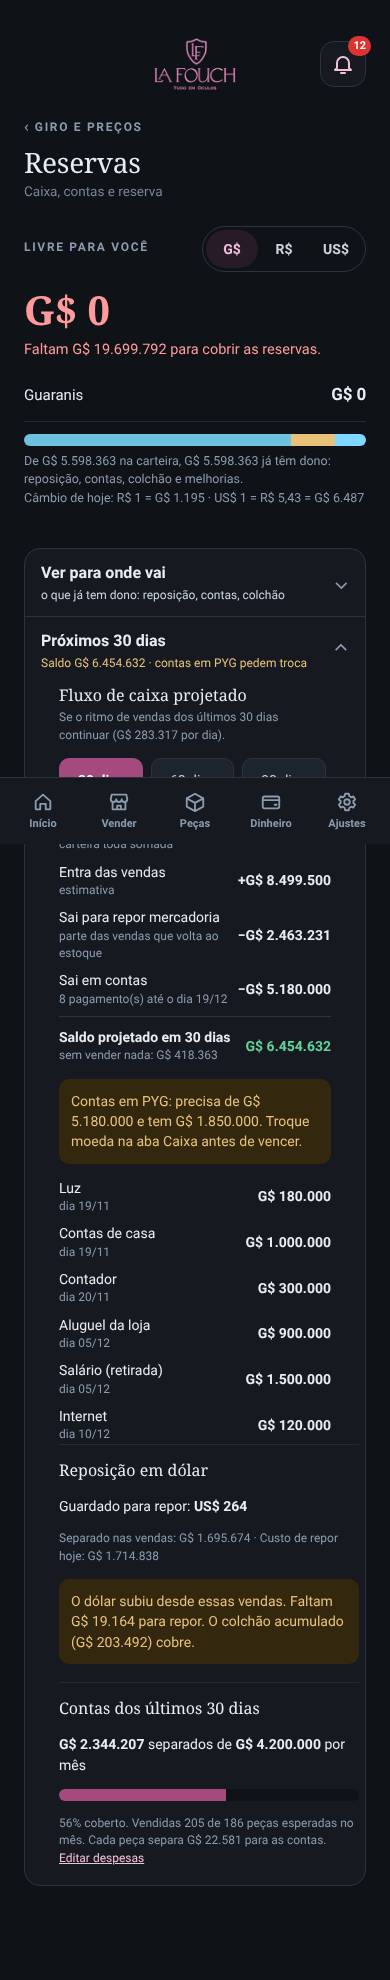 LF
LA FOUCH
TUDO EM ÓCULOS
12
‹ GIRO E PREÇOS
Reservas
Caixa, contas e reserva
LIVRE PARA VOCÊ
G$ R$ US$
G$ 0
Faltam G$ 19.699.792 para cobrir as reservas.
Guaranis G$ 0
De G$ 5.598.363 na carteira, G$ 5.598.363 já têm dono:
reposição, contas, colchão e melhorias.
Câmbio de hoje: R$ 1 = G$ 1.195 · US$ 1 = R$ 5,43 = G$ 6.487
Ver para onde vai
o que já tem dono: reposição, contas, colchão
Próximos 30 dias
Saldo G$ 6.454.632 · contas em PYG pedem troca
Fluxo de caixa projetado
Se o ritmo de vendas dos últimos 30 dias
continuar (G$ 283.317 por dia).
Início Vender Peças Dinheiro Ajustes
carteira toda somada
Entra das vendas +G$ 8.499.500
estimativa
Sai para repor mercadoria −G$ 2.463.231
parte das vendas que volta ao
estoque
Sai em contas −G$ 5.180.000
8 pagamento(s) até o dia 19/12
Saldo projetado em 30 dias G$ 6.454.632
sem vender nada: G$ 418.363
Contas em PYG: precisa de G$
5.180.000 e tem G$ 1.850.000. Troque
moeda na aba Caixa antes de vencer.
Luz G$ 180.000
dia 19/11
Contas de casa G$ 1.000.000
dia 19/11
Contador G$ 300.000
dia 20/11
Aluguel da loja G$ 900.000
dia 05/12
Salário (retirada) G$ 1.500.000
dia 05/12
Internet G$ 120.000
dia 10/12
Reposição em dólar
Guardado para repor: US$ 264
Separado nas vendas: G$ 1.695.674 · Custo de repor
hoje: G$ 1.714.838
O dólar subiu desde essas vendas. Faltam
G$ 19.164 para repor. O colchão acumulado
(G$ 203.492) cobre.
Contas dos últimos 30 dias
G$ 2.344.207 separados de G$ 4.200.000 por
mês
56% coberto. Vendidas 205 de 186 peças esperadas no
mês. Cada peça separa G$ 22.581 para as contas.
Editar despesas